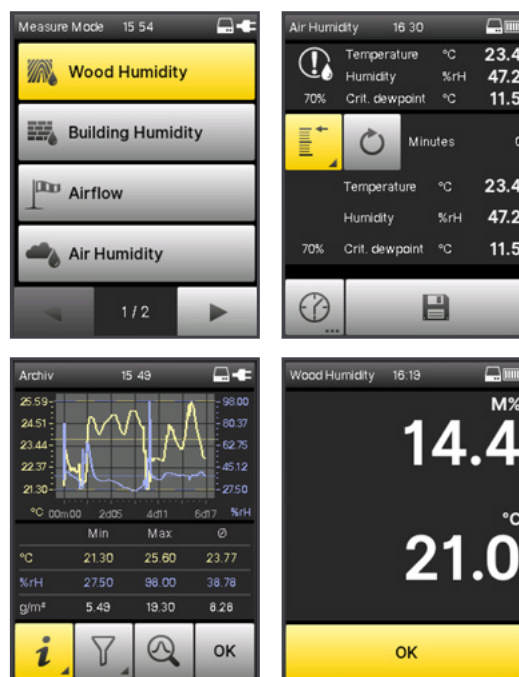 Measure Mode 15 54
Wood Humidity
Building Humidity
Airflow
Air Humidity
1 / 2
Air Humidity 16 30
Temperature °C 23.4
Humidity %rH 47.2
70% Crit. dewpoint °C 11.5
Minutes
Temperature °C 23.4
Humidity %rH 47.2
70% Crit. dewpoint °C 11.5
Archiv 15 49
25.59 98.00
24.51 80.37
23.44 62.75
22.37 45.12
21.30 27.50
°C 00m00 2d05 4d11 6d17 %rH
Min Max Ø
°C 21.30 25.60 23.77
%rH 27.50 98.00 38.78
g/m³ 5.49 19.30 8.28
i OK
Wood Humidity 16:19
M%
14.4
°C
21.0
OK